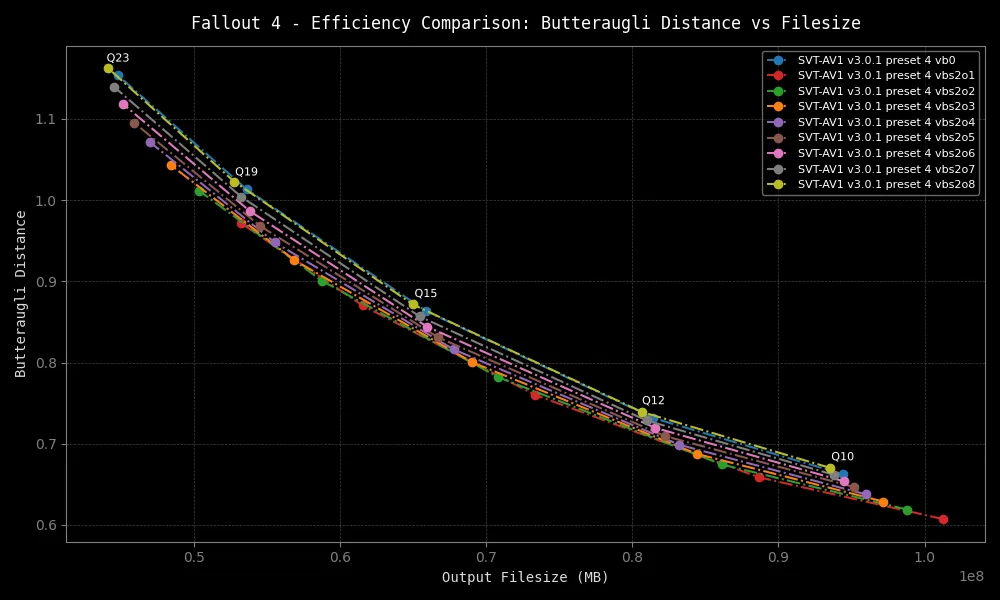 Fallout 4 - Efficiency Comparison: Butteraugli Distance vs Filesize
SVT-AV1 v3.0.1 preset 4 vb0
SVT-AV1 v3.0.1 preset 4 vbs2o1
SVT-AV1 v3.0.1 preset 4 vbs2o2
SVT-AV1 v3.0.1 preset 4 vbs2o3
SVT-AV1 v3.0.1 preset 4 vbs2o4
SVT-AV1 v3.0.1 preset 4 vbs2o5
SVT-AV1 v3.0.1 preset 4 vbs2o6
SVT-AV1 v3.0.1 preset 4 vbs2o7
SVT-AV1 v3.0.1 preset 4 vbs2o8
Q23
Q19
Q15
Q12
Q10
Butteraugli Distance
1.1
1.0
0.9
0.8
0.7
0.6
0.5
0.6
0.7
0.8
0.9
1.0
1e8
Output Filesize (MB)